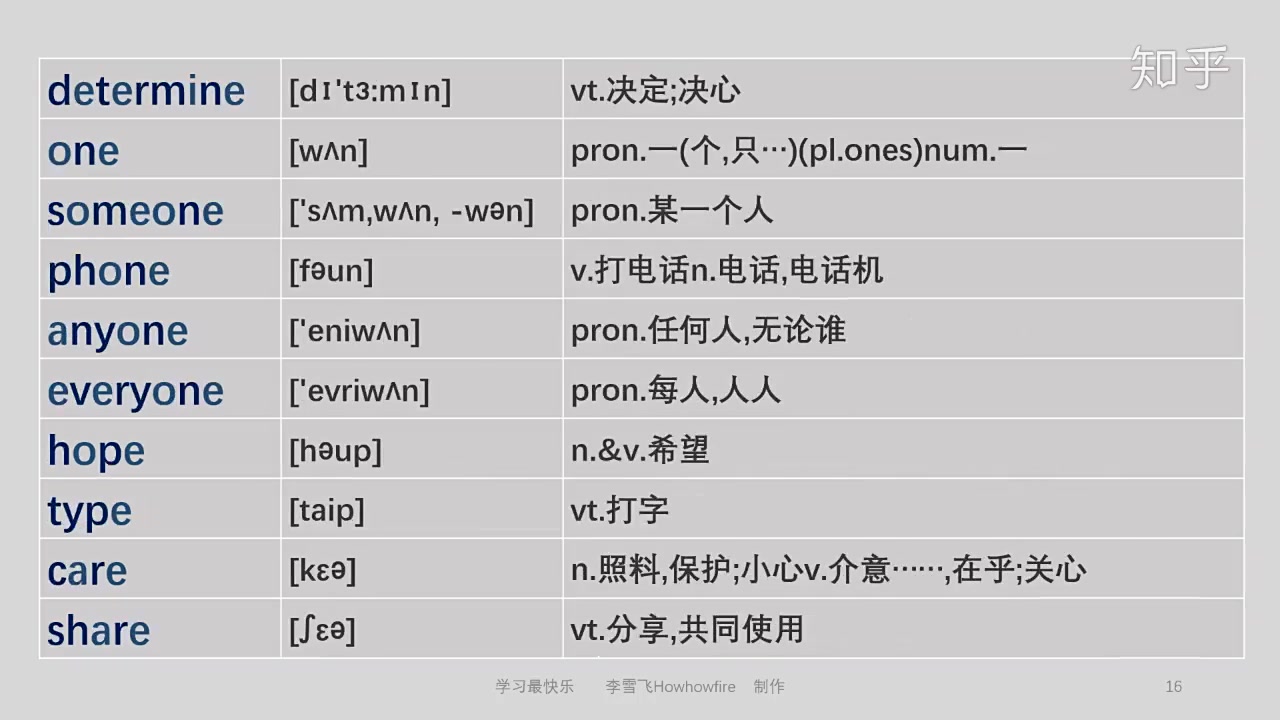 知乎
determine [dɪ'tɜ:mɪn] vt.决定;决心
one [wʌn] pron.一(个,只…)(pl.ones)num.一
someone ['sʌm,wʌn, -wən] pron.某一个人
phone [fəun] v.打电话n.电话,电话机
anyone ['eniwʌn] pron.任何人,无论谁
everyone ['evriwʌn] pron.每人,人人
hope [həup] n.&v.希望
type [taip] vt.打字
care [kɛə] n.照料,保护;小心v.介意……,在乎;关心
share [ʃɛə] vt.分享,共同使用
学习最快乐 李雪飞Howhowfire 制作 16